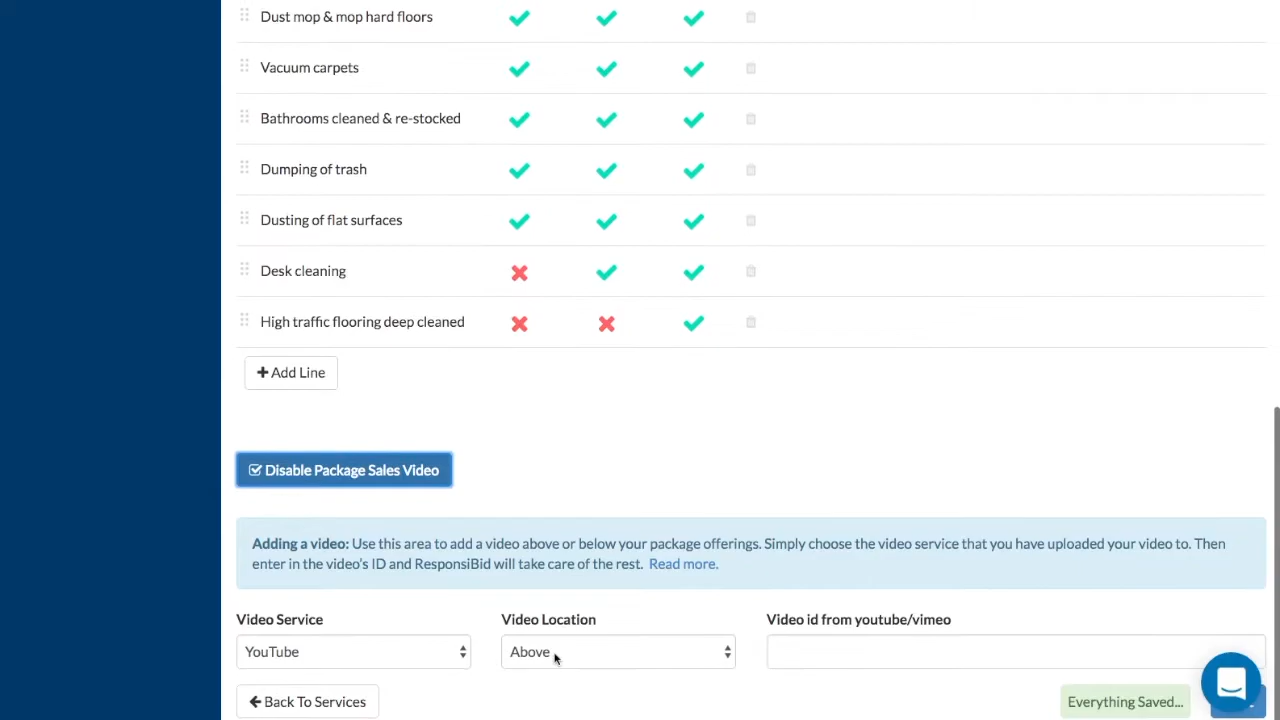 Dust mop & mop hard floors
Vacuum carpets
Bathrooms cleaned & re-stocked
Dumping of trash
Dusting of flat surfaces
Desk cleaning
High traffic flooring deep cleaned
Add Line
Disable Package Sales Video
Adding a video: Use this area to add a video above or below your package offerings. Simply choose the video service that you have uploaded your video to. Then
enter in the video's ID and ResponsiBid will take care of the rest. Read more.
Video Service Video Location Video id from youtube/vimeo
YouTube Above
Back To Services Everything Saved...